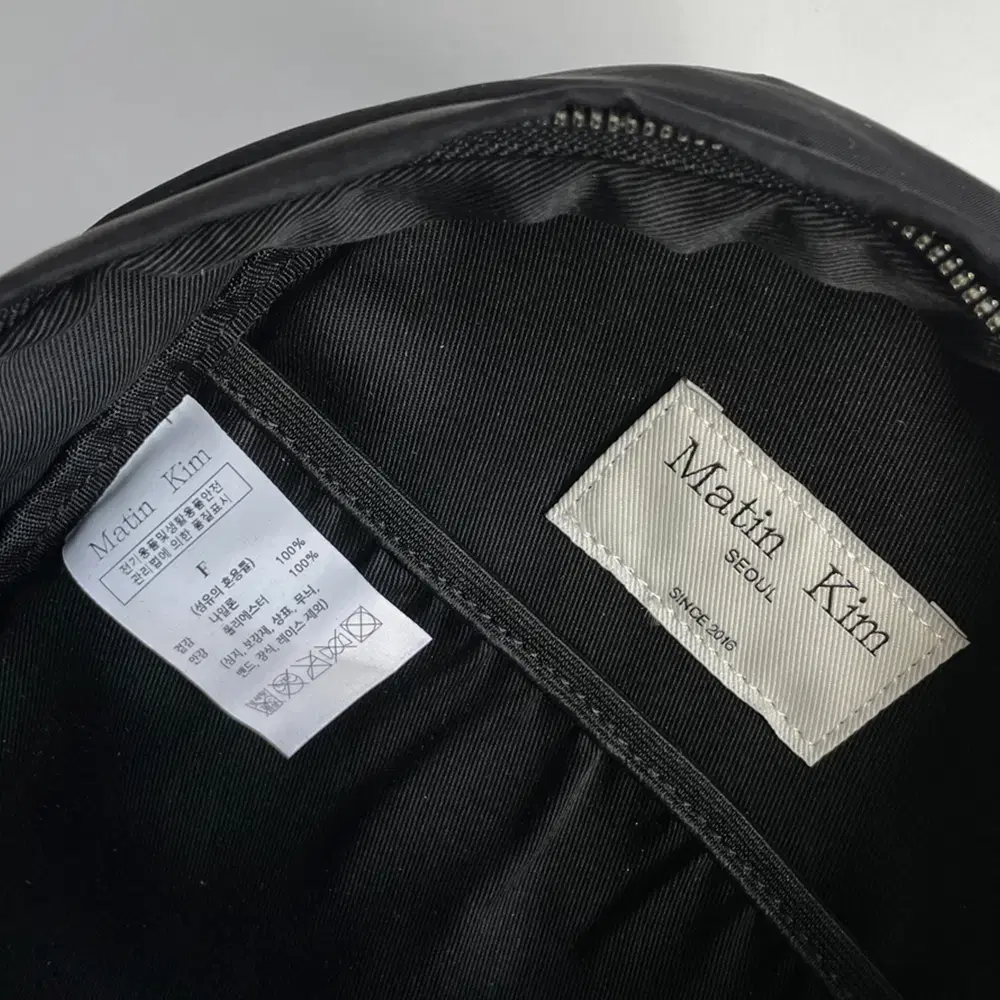 Matin Kim
전기용품및생활용품안전
관리법에 의한 품질표시
F
(섬유의 혼용률)
겉감 나일론 100%
안감 폴리에스터 100%
(심지, 보강재, 상표, 무늬,
밴드, 장식, 레이스 제외)
Matin Kim
SEOUL
SINCE 2016